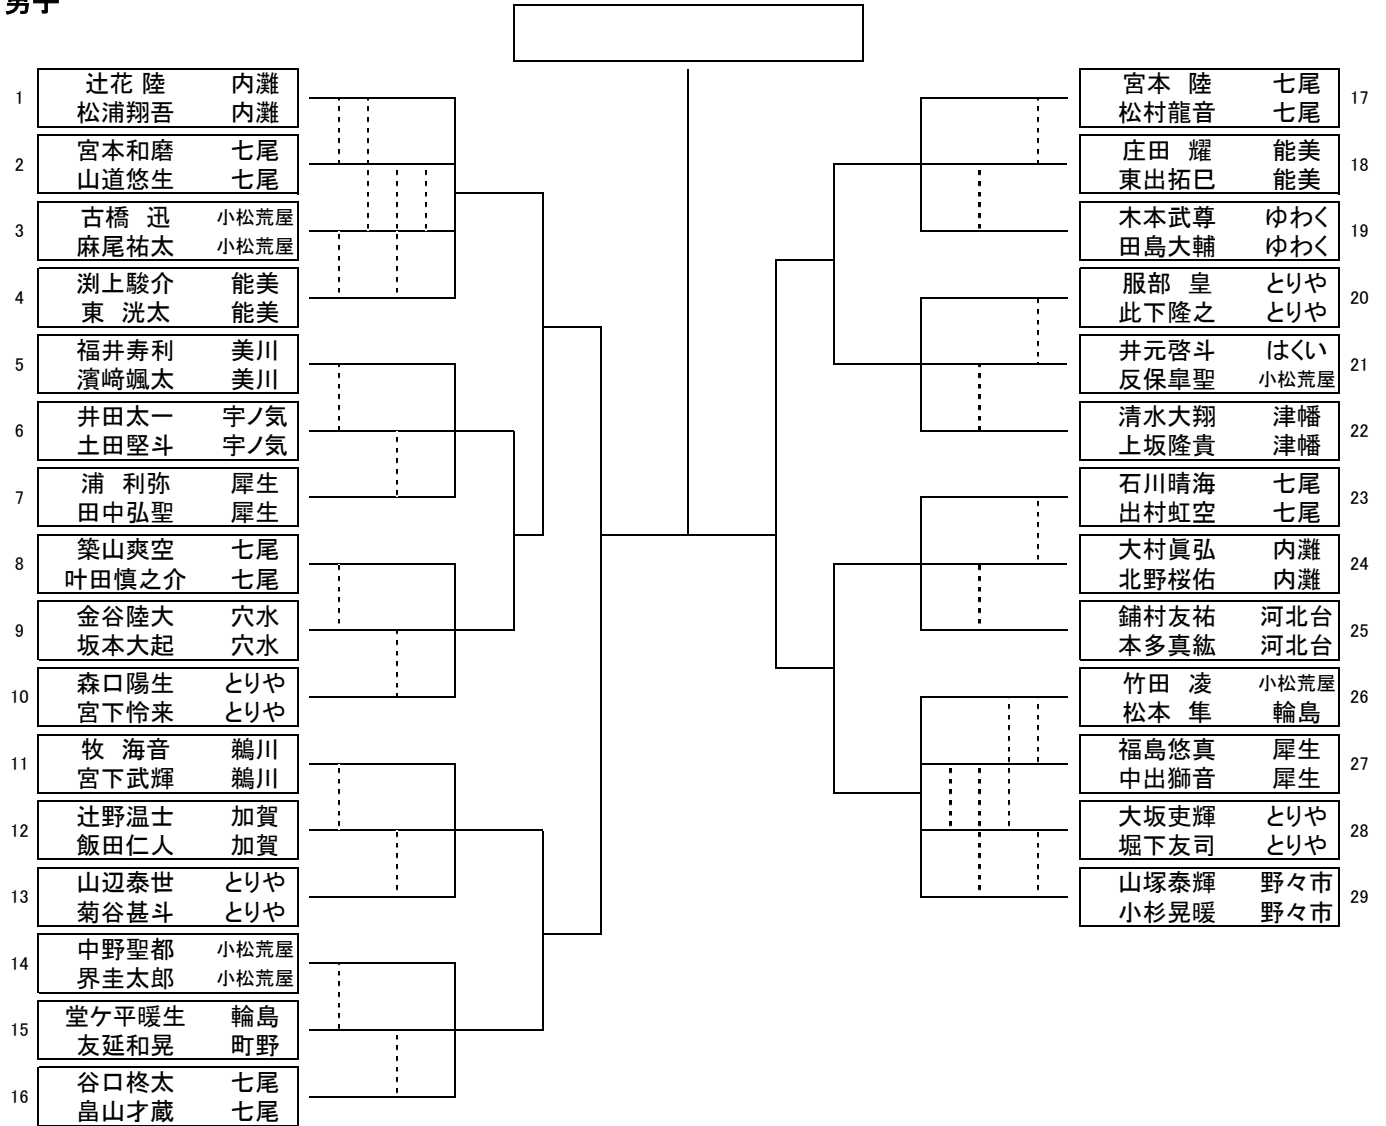 男子
1
辻花 陸 内灘
松浦翔吾 内灘
2
宮本和磨 七尾
山道悠生 七尾
3
古橋 迅 小松荒屋
麻尾祐太 小松荒屋
4
渕上駿介 能美
東 洸太 能美
5
福井寿利 美川
濱﨑颯太 美川
6
井田太一 宇ノ気
土田堅斗 宇ノ気
7
浦 利弥 犀生
田中弘聖 犀生
8
築山爽空 七尾
叶田慎之介 七尾
9
金谷陸大 穴水
坂本大起 穴水
10
森口陽生 とりや
宮下怜来 とりや
11
牧 海音 鵜川
宮下武輝 鵜川
12
辻野温士 加賀
飯田仁人 加賀
13
山辺泰世 とりや
菊谷甚斗 とりや
14
中野聖都 小松荒屋
界圭太郎 小松荒屋
15
堂ケ平暖生 輪島
友延和晃 町野
16
谷口柊太 七尾
畠山才蔵 七尾
宮本 陸 七尾
松村龍音 七尾
17
庄田 耀 能美
東出拓巳 能美
18
木本武尊 ゆわく
田島大輔 ゆわく
19
服部 皇 とりや
此下隆之 とりや
20
井元啓斗 はくい
反保皐聖 小松荒屋
21
清水大翔 津幡
上坂隆貴 津幡
22
石川晴海 七尾
出村虹空 七尾
23
大村眞弘 内灘
北野桜佑 内灘
24
鋪村友祐 河北台
本多真紘 河北台
25
竹田 凌 小松荒屋
松本 隼 輪島
26
福島悠真 犀生
中出獅音 犀生
27
大坂吏輝 とりや
堀下友司 とりや
28
山塚泰輝 野々市
小杉晃暖 野々市
29